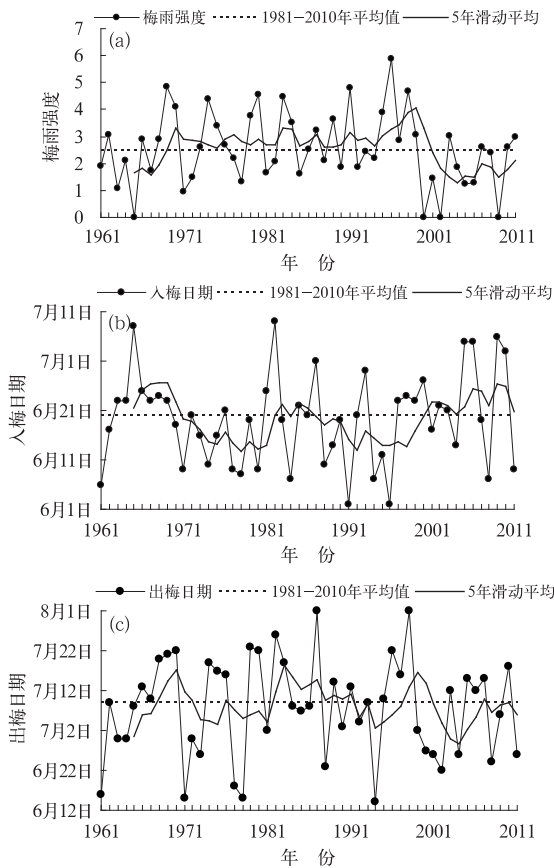 梅雨强度 1981-2010年平均值 5年滑动平均
(a)
梅雨强度
7
6
5
4
3
2
1
0
1961 1971 1981 1991 2001 2011
年 份
入梅日期 1981-2010年平均值 5年滑动平均
(b)
入梅日期
7月11日
7月1日
6月21日
6月11日
6月1日
1961 1971 1981 1991 2001 2011
年 份
出梅日期 1981-2010年平均值 5年滑动平均
(c)
出梅日期
8月1日
7月22日
7月12日
7月2日
6月22日
6月12日
1961 1971 1981 1991 2001 2011
年 份